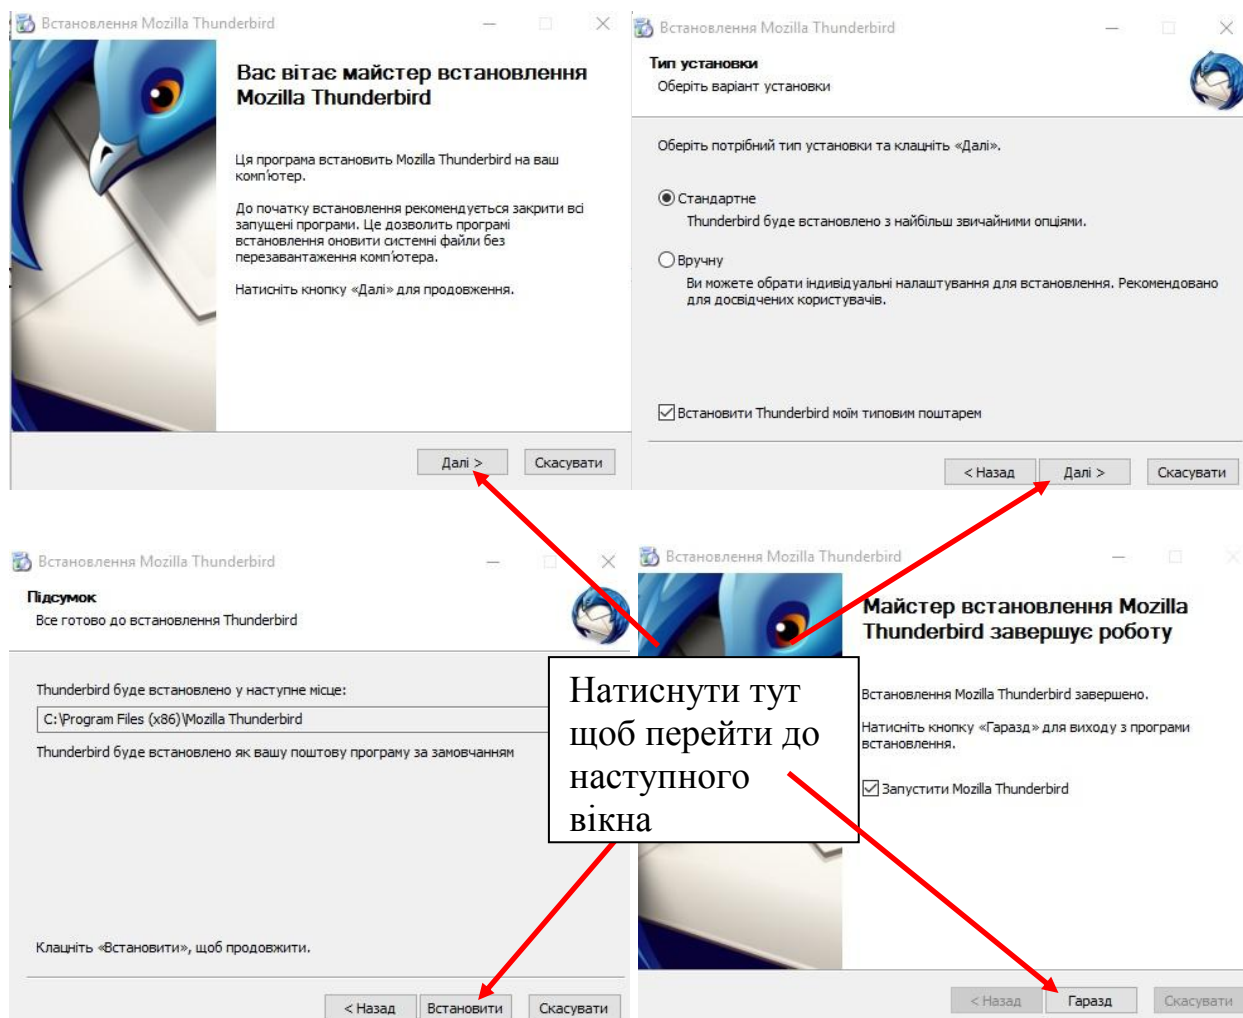 Встановлення Mozilla Thunderbird
Вас вітає майстер встановлення
Mozilla Thunderbird
Ця програма встановить Mozilla Thunderbird на ваш
комп'ютер.
До початку встановлення рекомендується закрити всі
запущені програми. Це дозволить програмі
встановлення оновити системні файли без
перезавантаження комп'ютера.
Натисніть кнопку «Далі» для продовження.
Далі >
Скасувати
Встановлення Mozilla Thunderbird
Тип установки
Оберіть варіант установки
Оберіть потрібний тип установки та клацніть «Далі».
Стандартне
Thunderbird буде встановлено з найбільш звичайними опціями.
Вручну
Ви можете обрати індивідуальні налаштування для встановлення. Рекомендовано
для досвідчених користувачів.
Встановити Thunderbird моїм типовим поштарем
< Назад
Далі >
Скасувати
Встановлення Mozilla Thunderbird
Підсумок
Все готово до встановлення Thunderbird
Thunderbird буде встановлено у наступне місце:
C:\Program Files (x86)\Mozilla Thunderbird
Thunderbird буде встановлено як вашу поштову програму за замовчанням
Клацніть «Встановити», щоб продовжити.
< Назад
Встановити
Скасувати
Натиснути тут
щоб перейти до
наступного
вікна
Встановлення Mozilla Thunderbird
Майстер встановлення Mozilla
Thunderbird завершує роботу
Встановлення Mozilla Thunderbird завершено.
Натисніть кнопку «Гаразд» для виходу з програми
встановлення.
Запустити Mozilla Thunderbird
< Назад
Гаразд
Скасувати